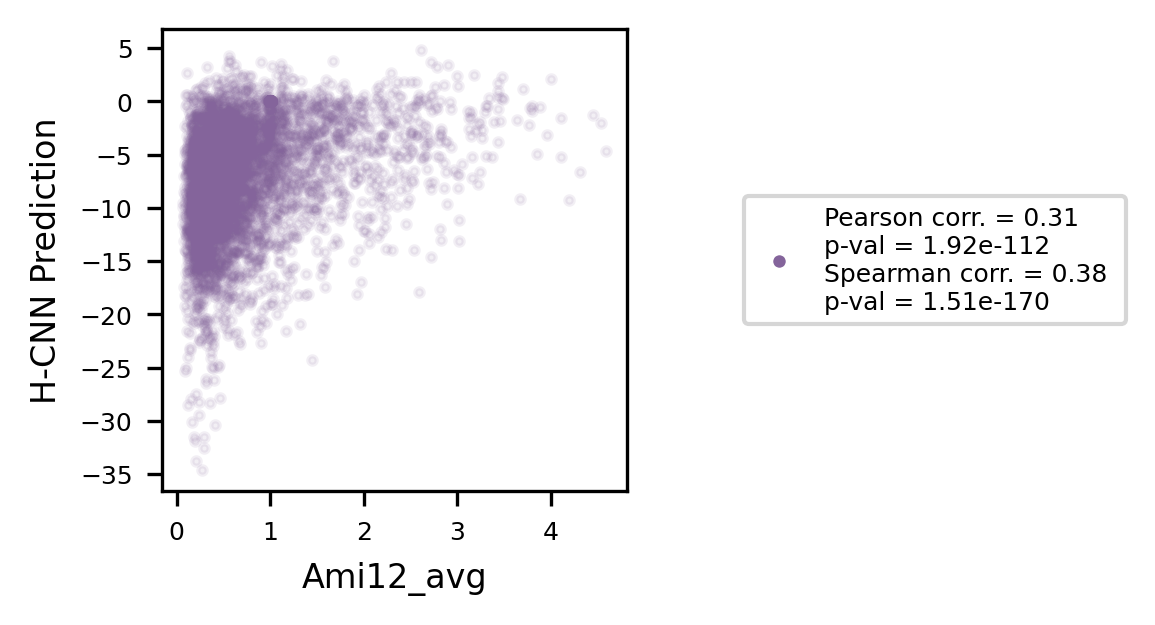 H-CNN Prediction
5
0
−5
−10
−15
−20
−25
−30
−35
0 1 2 3 4
Ami12_avg
Pearson corr. = 0.31
p-val = 1.92e-112
Spearman corr. = 0.38
p-val = 1.51e-170